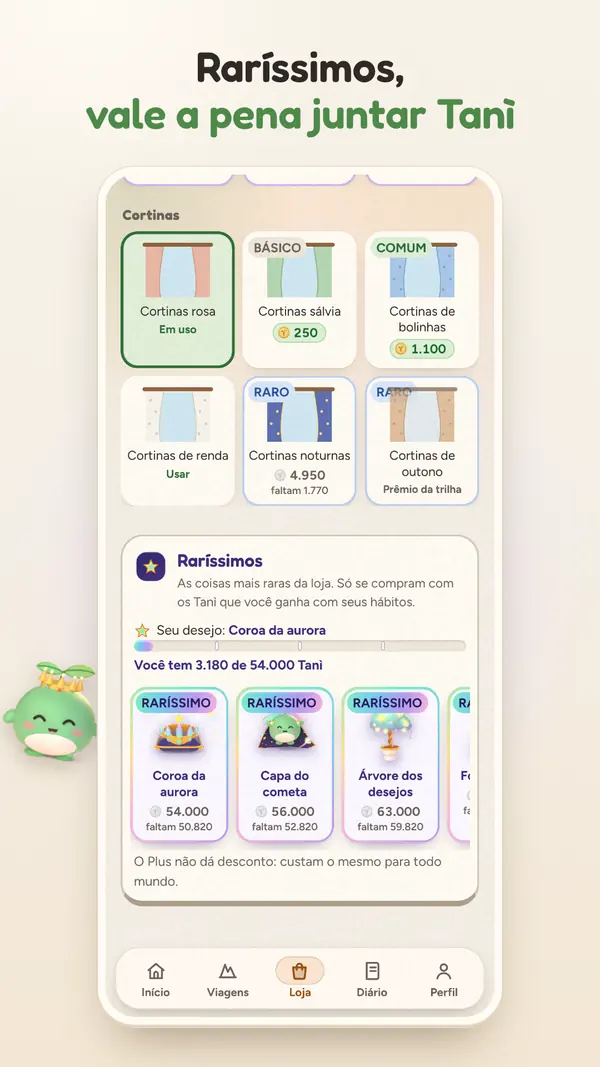 Raríssimos,
vale a pena juntar Tanì
Cortinas
Cortinas rosa
Em uso
BÁSICO
Cortinas sálvia
250
COMUM
Cortinas de
bolinhas
1.100
Cortinas de renda
Usar
RARO
Cortinas noturnas
4.950
faltam 1.770
RARO
Cortinas de
outono
Prêmio da trilha
Raríssimos
As coisas mais raras da loja. Só se compram com
os Tanì que você ganha com seus hábitos.
Seu desejo: Coroa da aurora
Você tem 3.180 de 54.000 Tanì
RARÍSSIMO
Coroa da
aurora
54.000
faltam 50.820
RARÍSSIMO
Capa do
cometa
56.000
faltam 52.820
RARÍSSIMO
Árvore dos
desejos
63.000
faltam 59.820
O Plus não dá desconto: custam o mesmo para todo
mundo.
Início
Viagens
Loja
Diário
Perfil